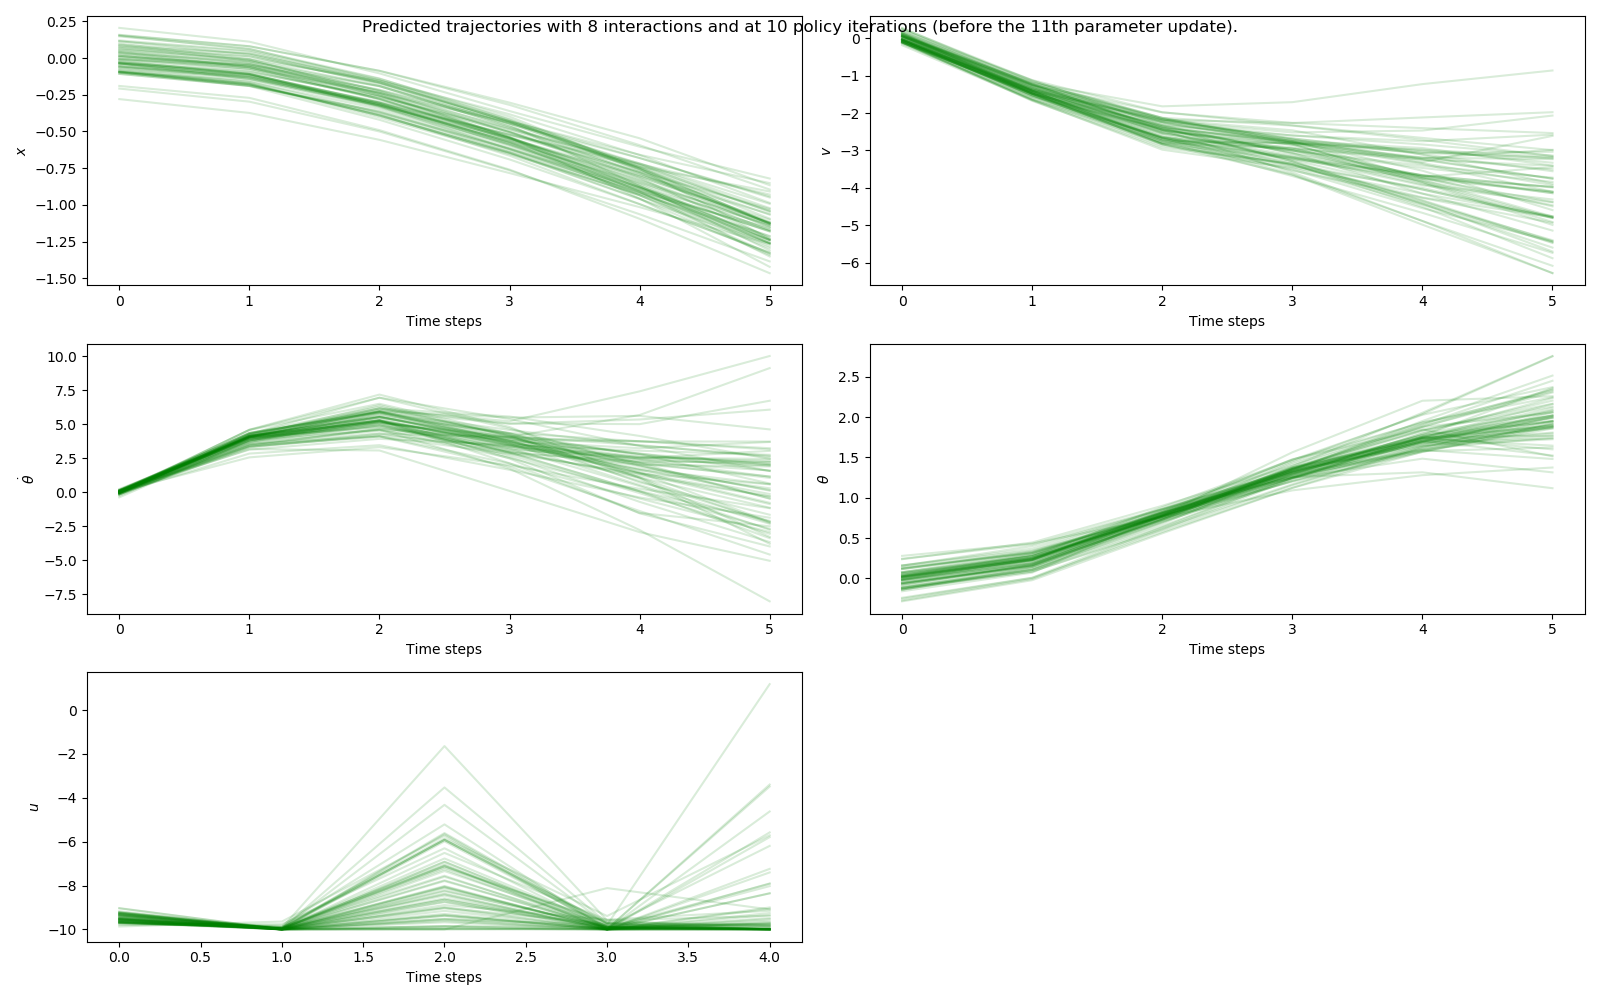 Predicted trajectories with 8 interactions and at 10 policy iterations (before the 11th parameter update).
0.25
0.00
−0.25
−0.50
−0.75
−1.00
−1.25
−1.50
x
0 1 2 3 4 5
Time steps
0
−1
−2
−3
−4
−5
−6
v
0 1 2 3 4 5
Time steps
10.0
7.5
5.0
2.5
0.0
−2.5
−5.0
−7.5
θ̇
0 1 2 3 4 5
Time steps
2.5
2.0
1.5
1.0
0.5
0.0
θ
0 1 2 3 4 5
Time steps
0
−2
−4
−6
−8
−10
u
0.0 0.5 1.0 1.5 2.0 2.5 3.0 3.5 4.0
Time steps